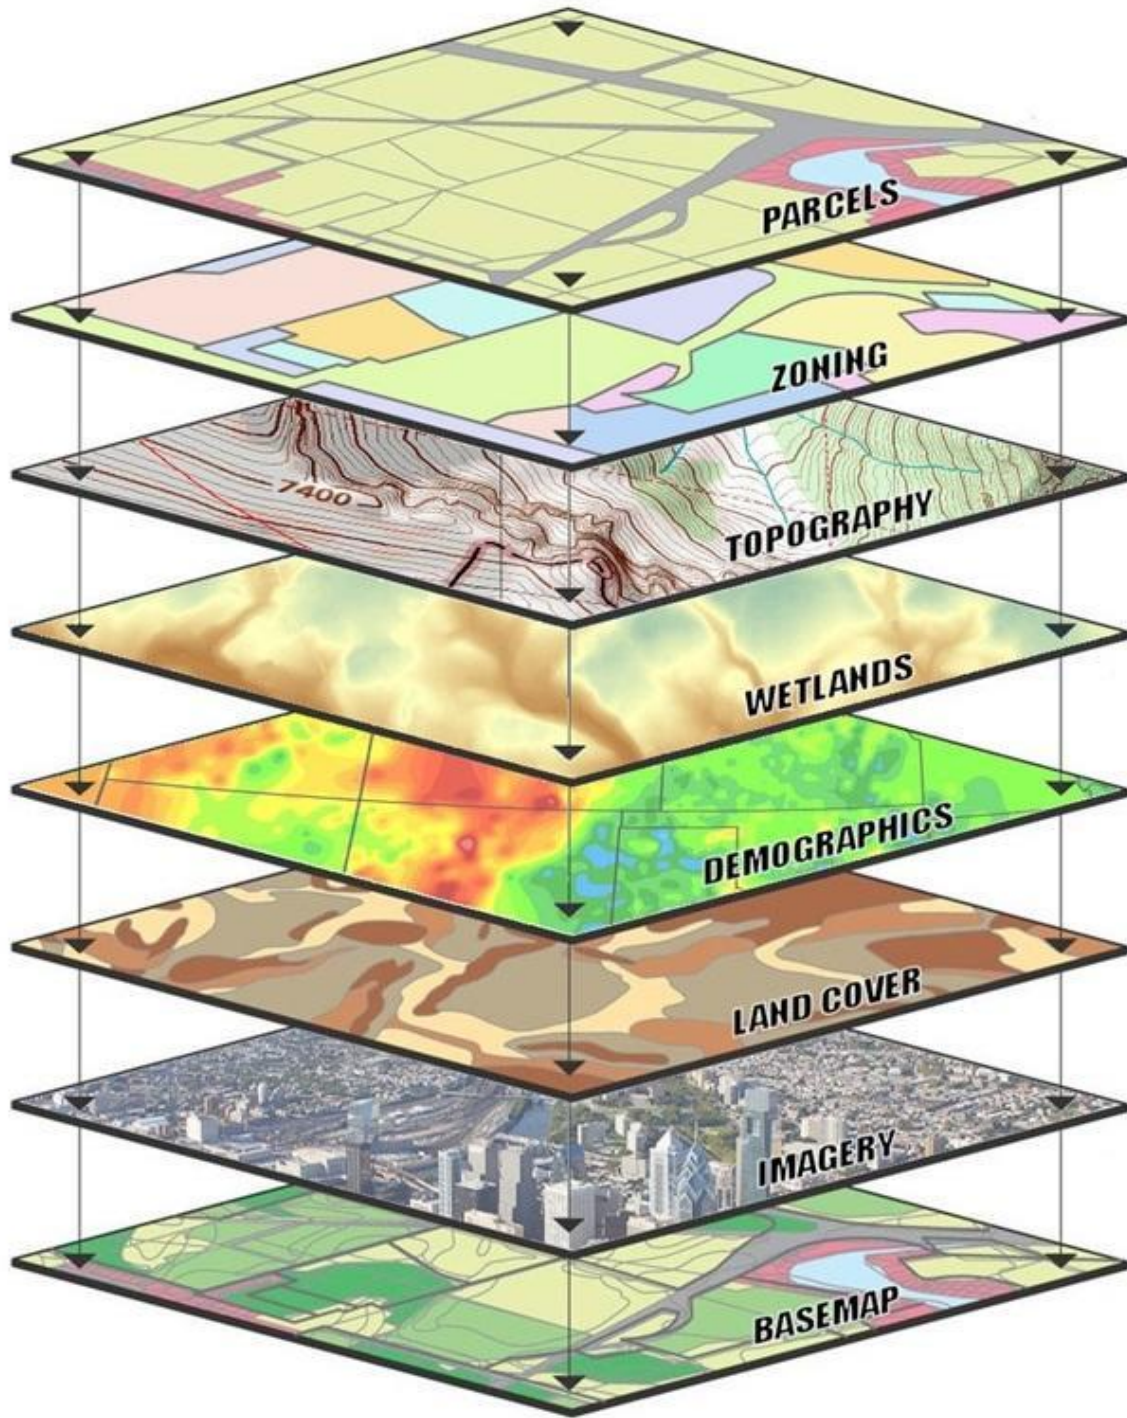 PARCELS
ZONING
7400
TOPOGRAPHY
WETLANDS
DEMOGRAPHICS
LAND COVER
IMAGERY
BASEMAP